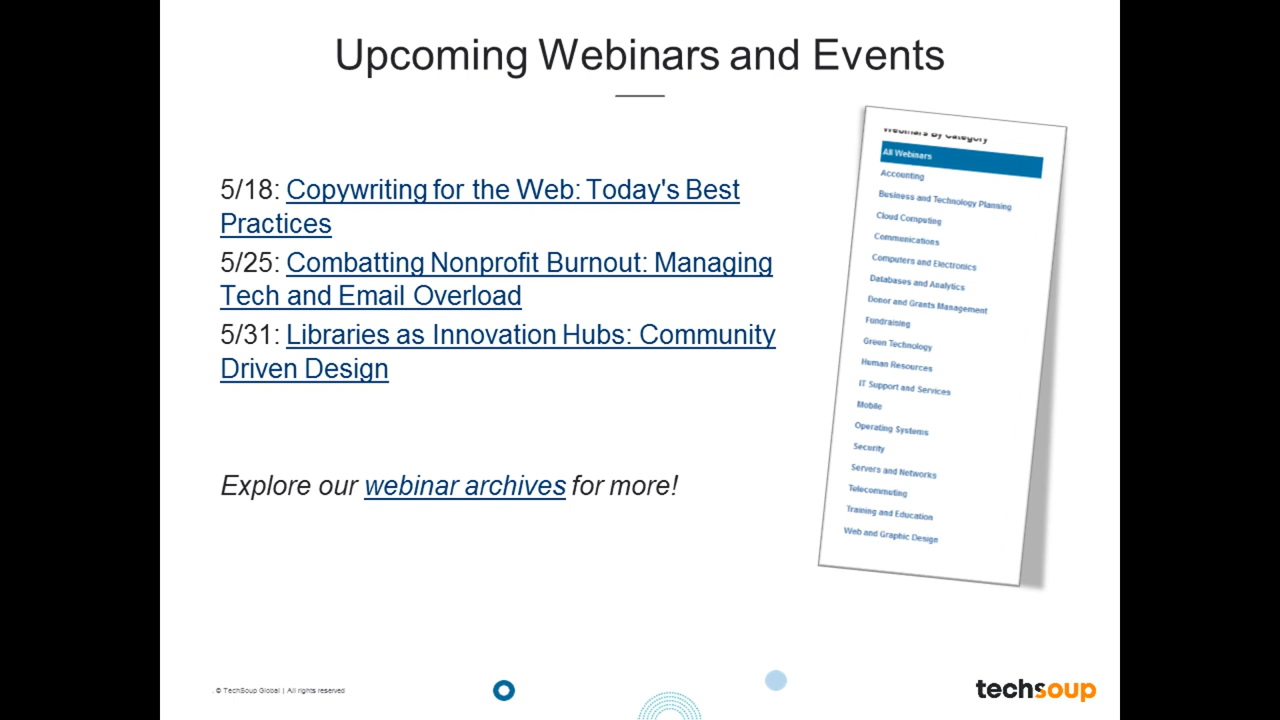 Upcoming Webinars and Events
5/18: Copywriting for the Web: Today's Best
Practices
5/25: Combatting Nonprofit Burnout: Managing
Tech and Email Overload
5/31: Libraries as Innovation Hubs: Community
Driven Design
Explore our webinar archives for more!
Webinars By Category
All Webinars
Accounting
Business and Technology Planning
Cloud Computing
Communications
Computers and Electronics
Databases and Analytics
Donor and Grants Management
Fundraising
Green Technology
Human Resources
IT Support and Services
Mobile
Operating Systems
Security
Servers and Networks
Telecommuting
Training and Education
Web and Graphic Design
. © TechSoup Global | All rights reserved
techsoup